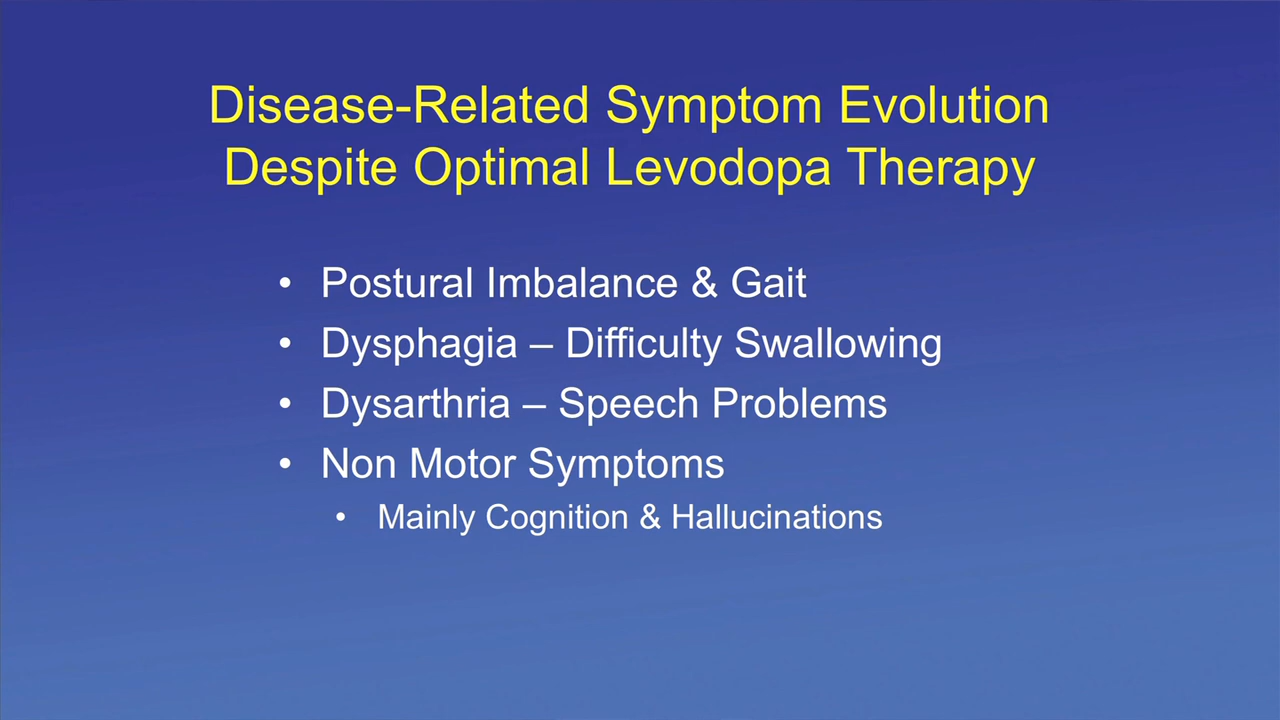 Disease-Related Symptom Evolution
Despite Optimal Levodopa Therapy
• Postural Imbalance & Gait
• Dysphagia – Difficulty Swallowing
• Dysarthria – Speech Problems
• Non Motor Symptoms
• Mainly Cognition & Hallucinations